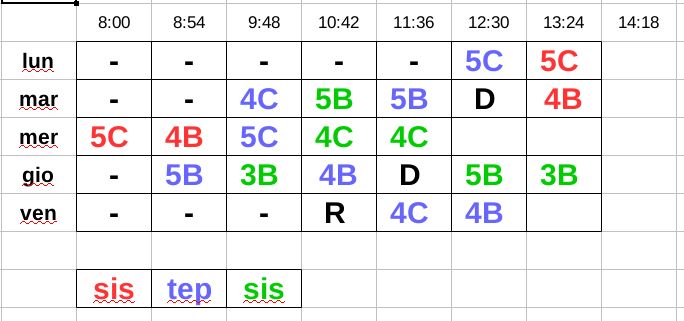 8:00 8:54 9:48 10:42 11:36 12:30 13:24 14:18
lun - - - - - 5C 5C
mar - - 4C 5B 5B D 4B
mer 5C 4B 5C 4C 4C
gio - 5B 3B 4B D 5B 3B
ven - - - R 4C 4B
sis tep sis